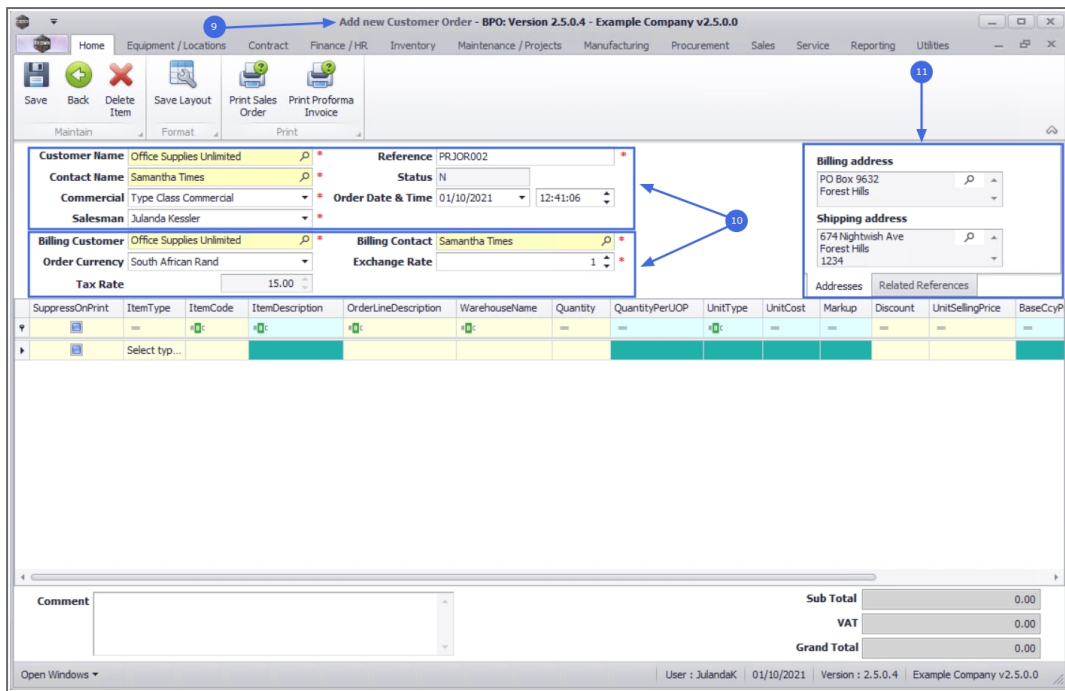 9
Add new Customer Order - BPO: Version 2.5.0.4 - Example Company v2.5.0.0
Home Equipment / Locations Contract Finance / HR Inventory Maintenance / Projects Manufacturing Procurement Sales Service Reporting Utilities
11
Save Back Delete Item Save Layout Print Sales Order Print Proforma Invoice
Maintain Format Print
Customer Name Office Supplies Unlimited * Reference PRJOR002 *
Contact Name Samantha Times * Status N
Commercial Type Class Commercial * Order Date & Time 01/10/2021 12:41:06
Salesman Julanda Kessler *
10
Billing Customer Office Supplies Unlimited * Billing Contact Samantha Times *
Order Currency South African Rand Exchange Rate 1 *
Tax Rate 15.00
Billing address
PO Box 9632
Forest Hills
Shipping address
674 Nightwish Ave
Forest Hills
1234
Addresses Related References
SuppressOnPrint ItemType ItemCode ItemDescription OrderLineDescription WarehouseName Quantity QuantityPerUOP UnitType UnitCost Markup Discount UnitSellingPrice BaseCcyP
Select typ...
Comment
Sub Total 0.00
VAT 0.00
Grand Total 0.00
Open Windows User : JulandaK 01/10/2021 Version : 2.5.0.4 Example Company v2.5.0.0